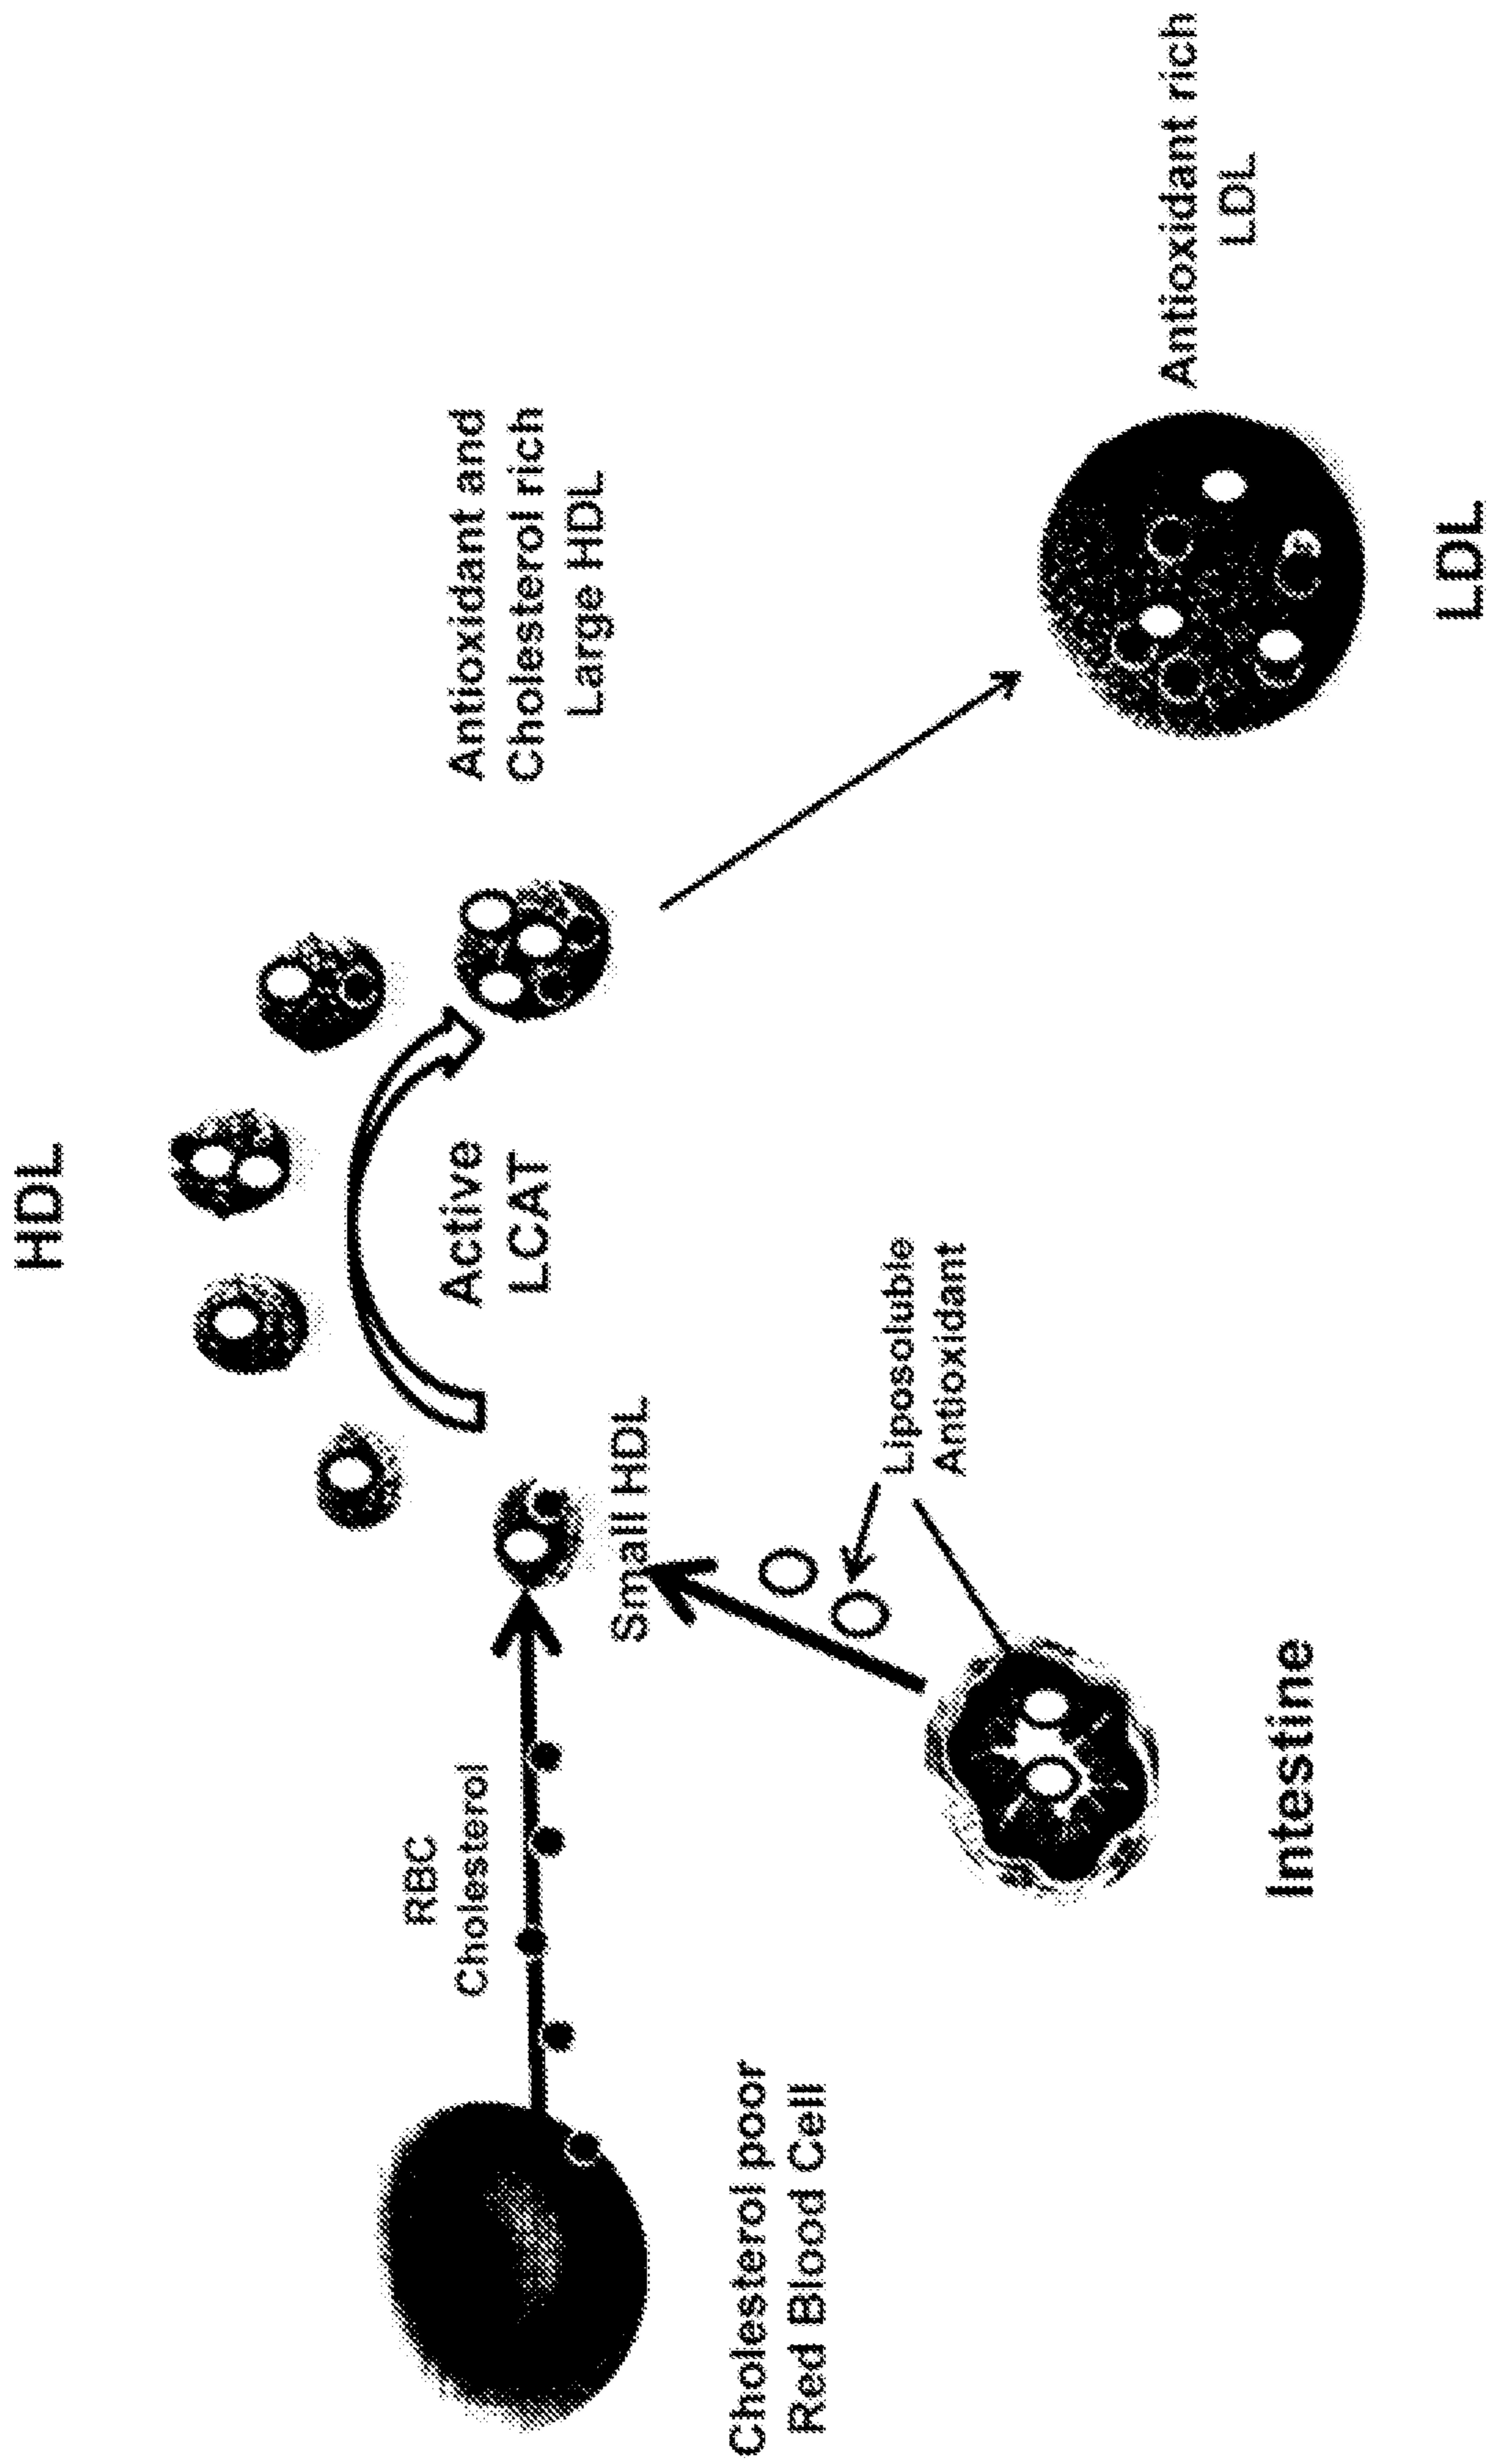 HDL
RBC
Cholesterol
Active
LCAT
Antioxidant and
Cholesterol rich
Large HDL
Small HDL
Cholesterol poor
Red Blood Cell
Liposoluble
Antioxidant
Intestine
Antioxidant rich
LDL
LDL